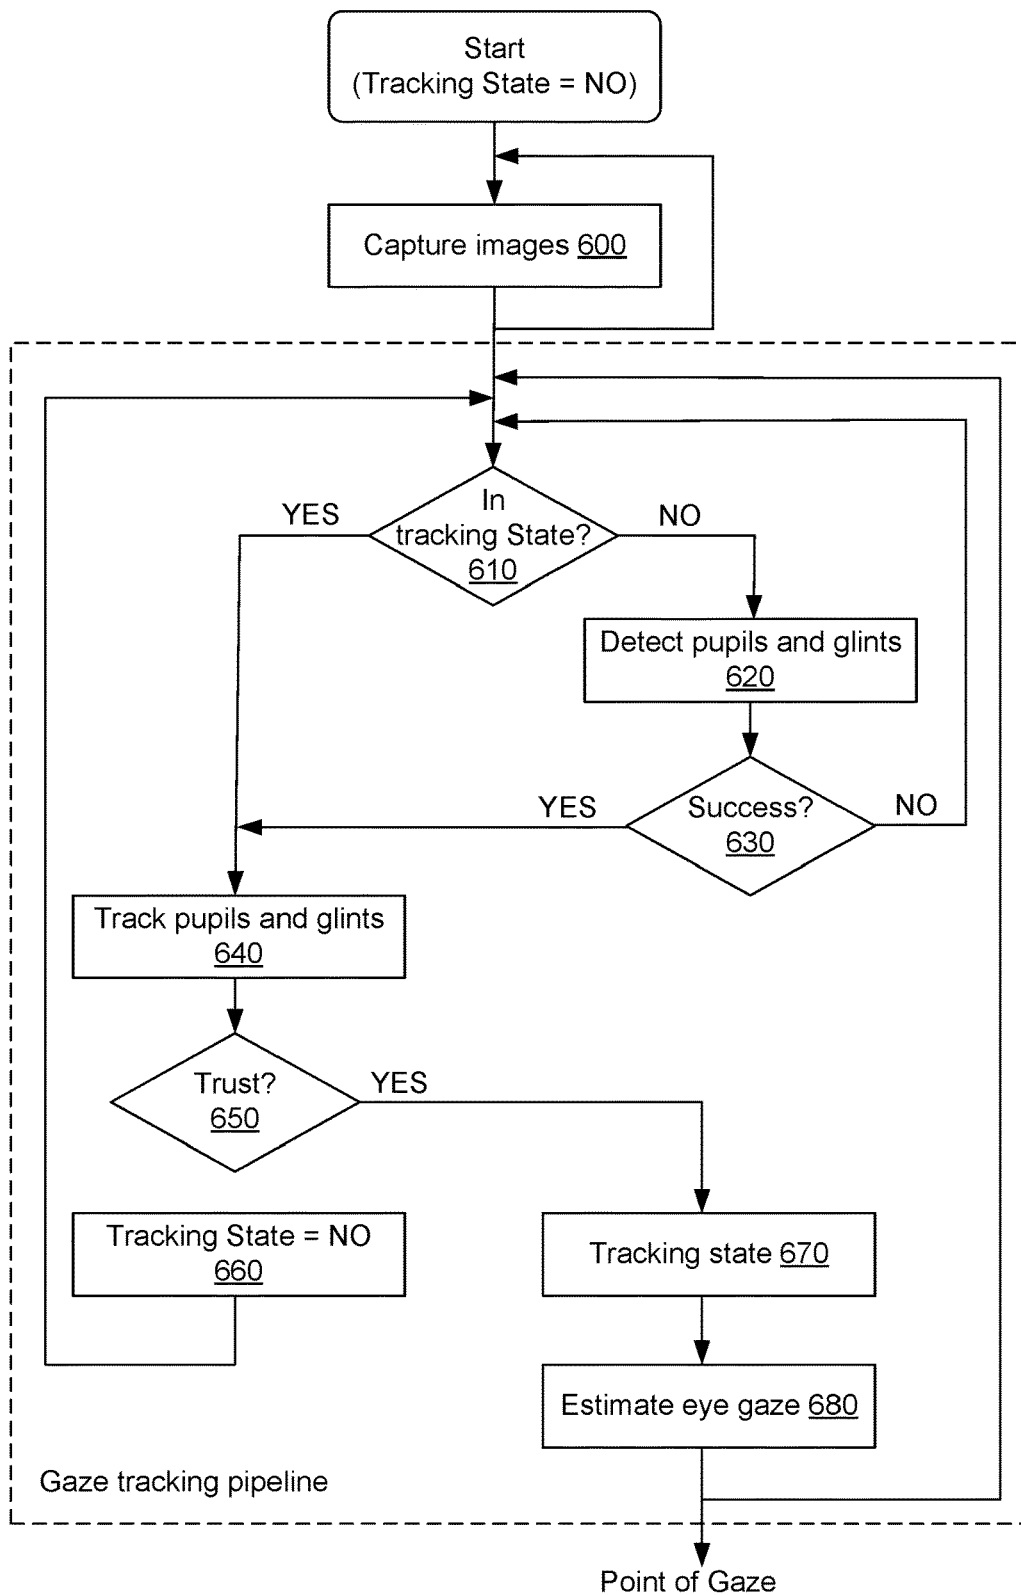 Start
(Tracking State = NO)
Capture images 600
In
YES
NO
tracking State?
610
Detect pupils and glints
620
YES
Success?
NO
630
Track pupils and glints
640
Trust?
YES
650
Tracking State = NO
660
Tracking state 670
Estimate eye gaze 680
Gaze tracking pipeline
Point of Gaze